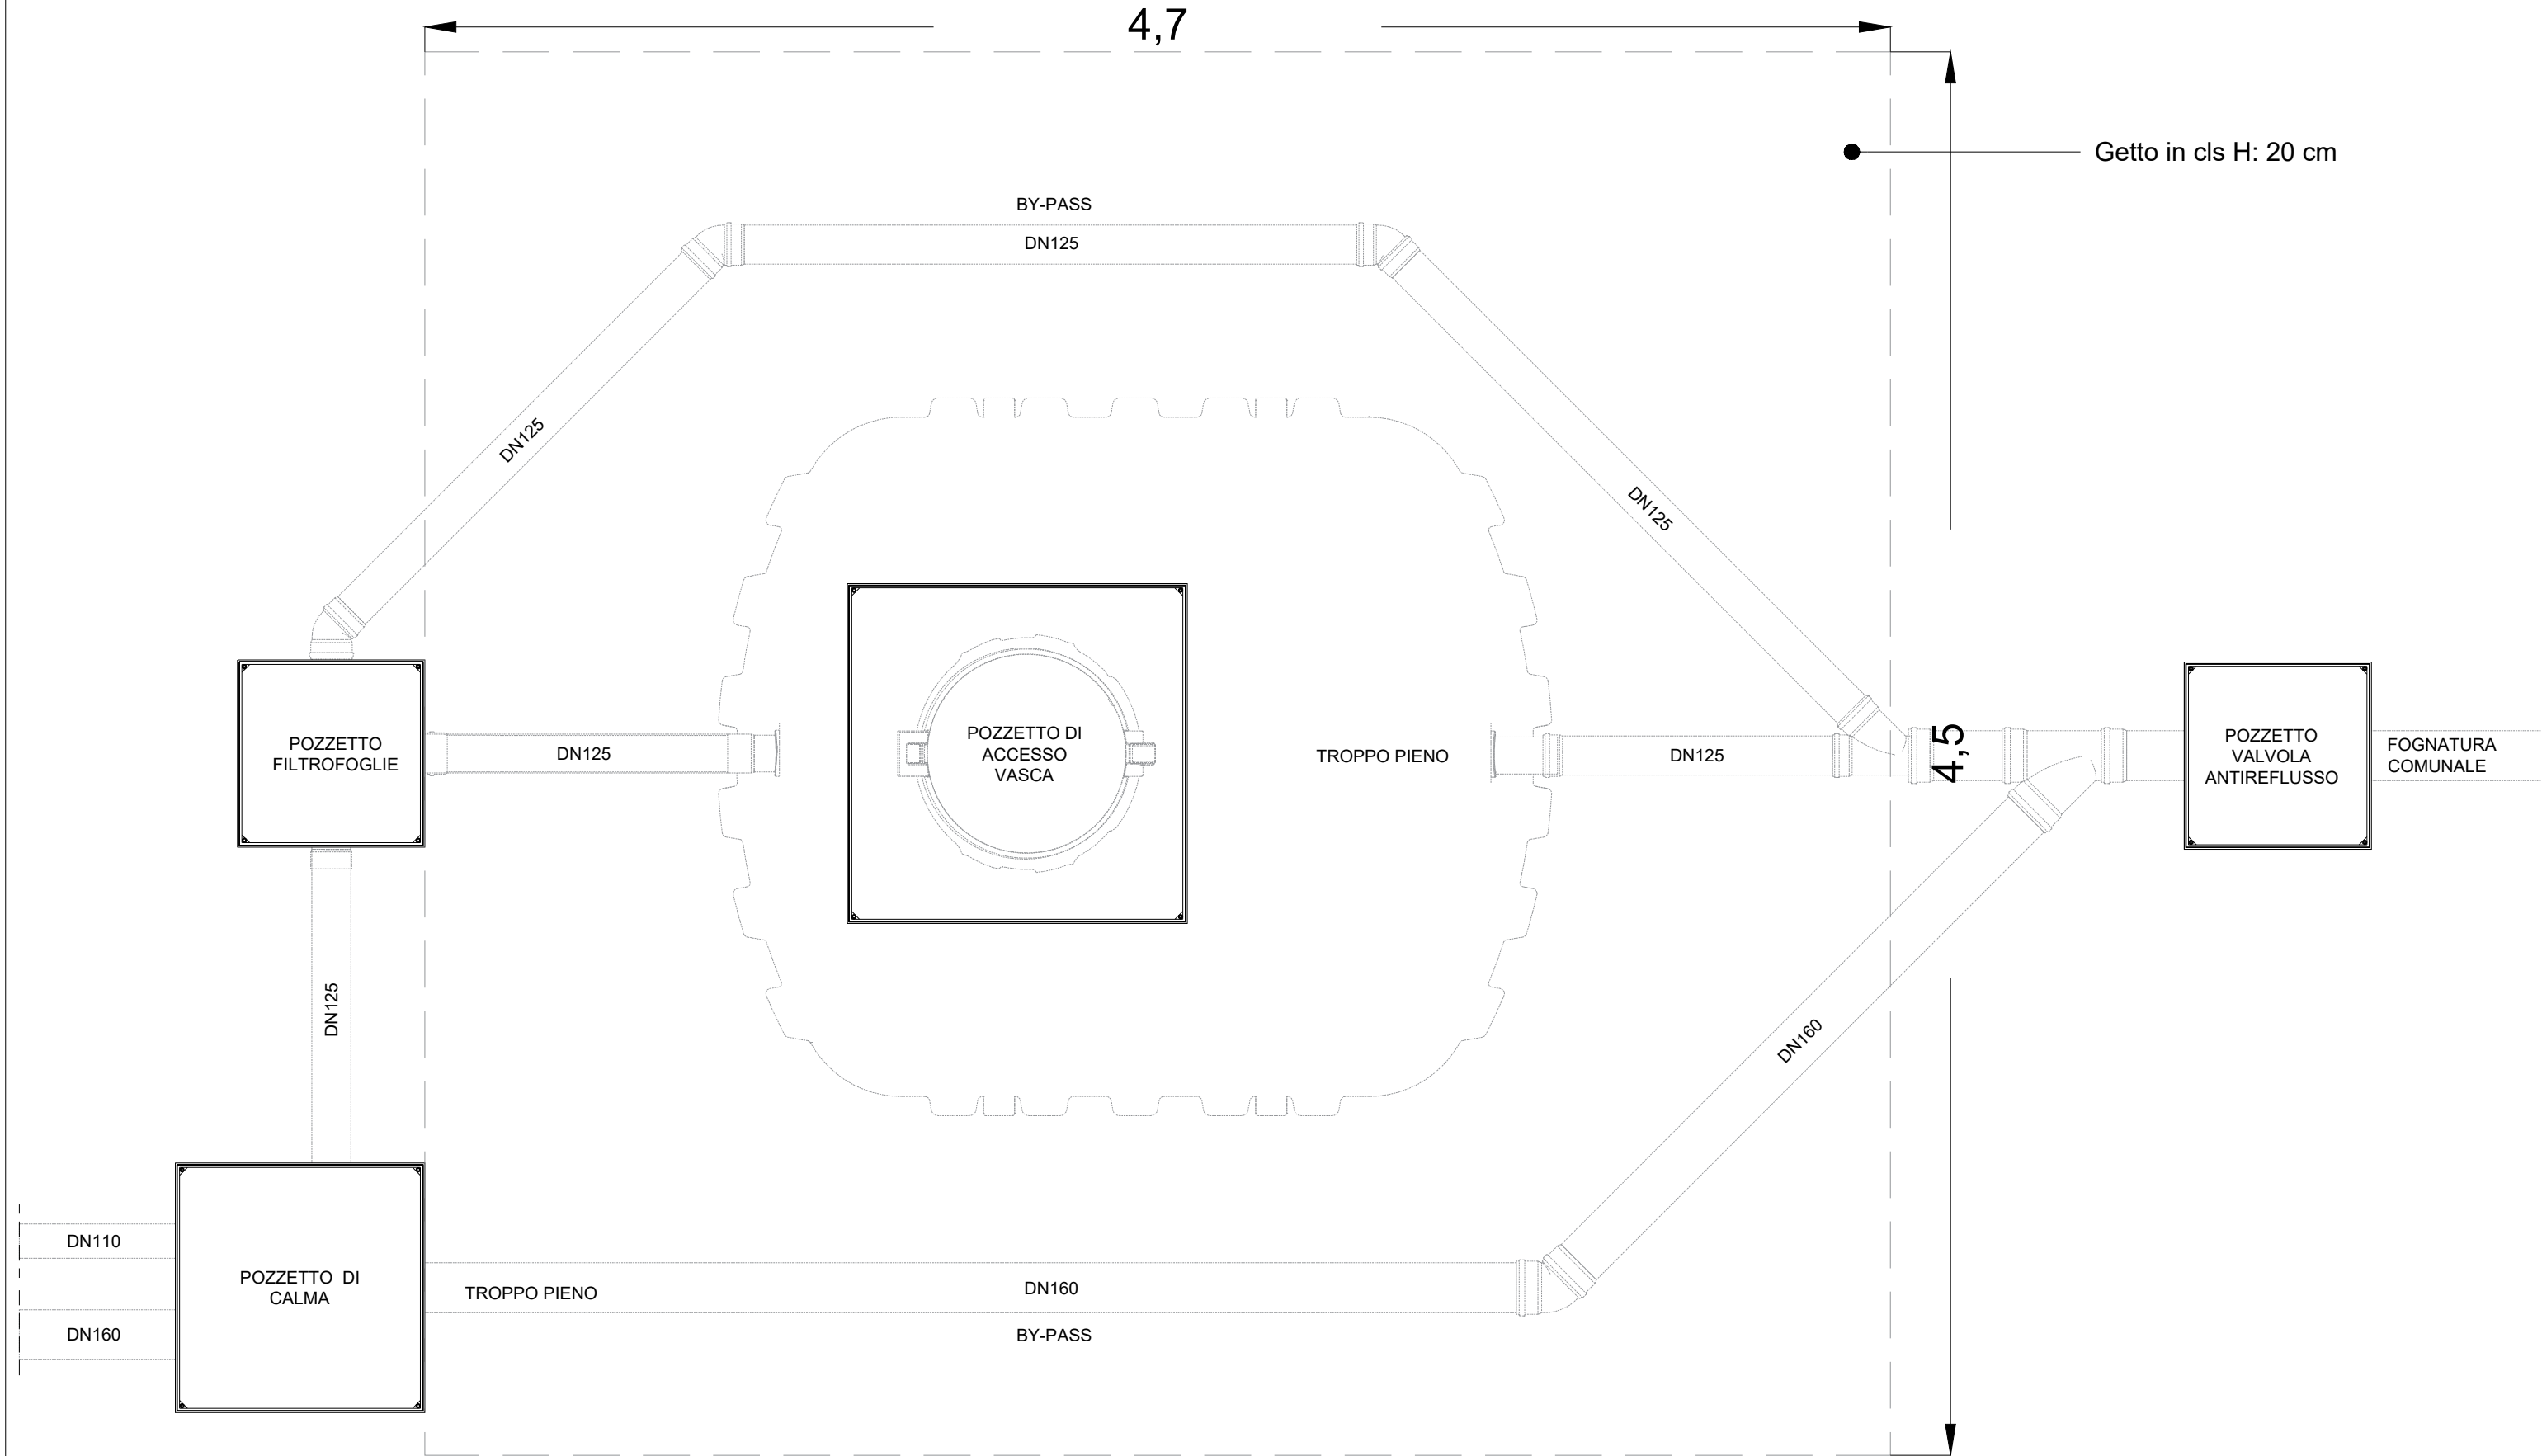 4,7
Getto in cls H: 20 cm
BY-PASS
DN125
DN125
DN125
POZZETTO
FILTROFOGLIE
DN125
POZZETTO DI
ACCESSO
VASCA
TROPPO PIENO
DN125
4,5
POZZETTO
VALVOLA
ANTIREFLUSSO
FOGNATURA
COMUNALE
DN125
DN160
DN110
DN160
POZZETTO DI
CALMA
TROPPO PIENO
DN160
BY-PASS